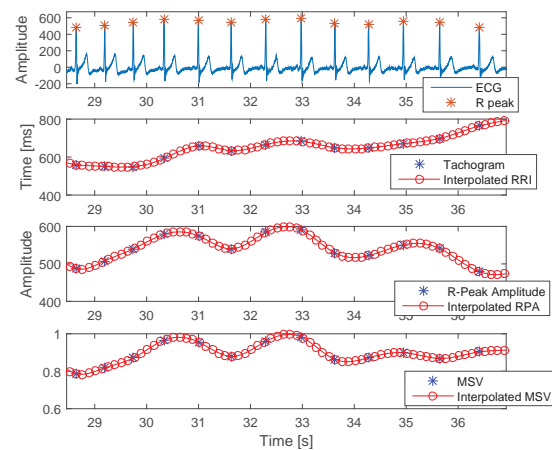 Amplitude
600
400
200
0
-200
29 30 31 32 33 34 35 36
ECG
R peak
Time [ms]
800
600
400
29 30 31 32 33 34 35 36
Tachogram
Interpolated RRI
Amplitude
600
500
400
29 30 31 32 33 34 35 36
R-Peak Amplitude
Interpolated RPA
1
0.8
0.6
29 30 31 32 33 34 35 36
MSV
Interpolated MSV
Time [s]